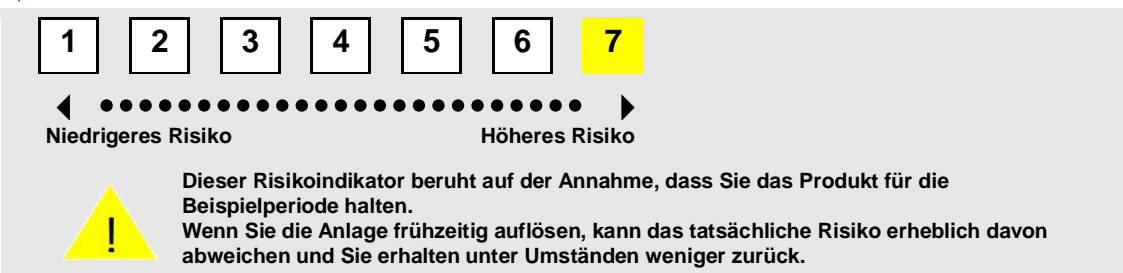 1 2 3 4 5 6 7
Niedrigeres Risiko Höheres Risiko
Dieser Risikoindikator beruht auf der Annahme, dass Sie das Produkt für die
Beispielperiode halten.
! Wenn Sie die Anlage frühzeitig auflösen, kann das tatsächliche Risiko erheblich davon
abweichen und Sie erhalten unter Umständen weniger zurück.